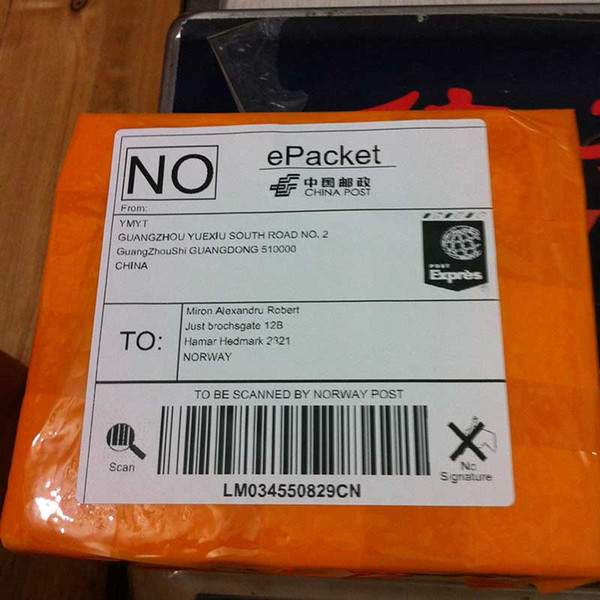 NO
ePacket
中国邮政
CHINA POST
From:
YMYT
GUANGZHOU YUEXIU SOUTH ROAD NO. 2
GuangZhouShi GUANGDONG 510000
CHINA
POST
Exprès
TO:
Miron Alexandru Robert
Just brochsgate 12B
Hamar Hedmark 2321
NORWAY
TO BE SCANNED BY NORWAY POST
Scan
No
Signature
LM034550829CN